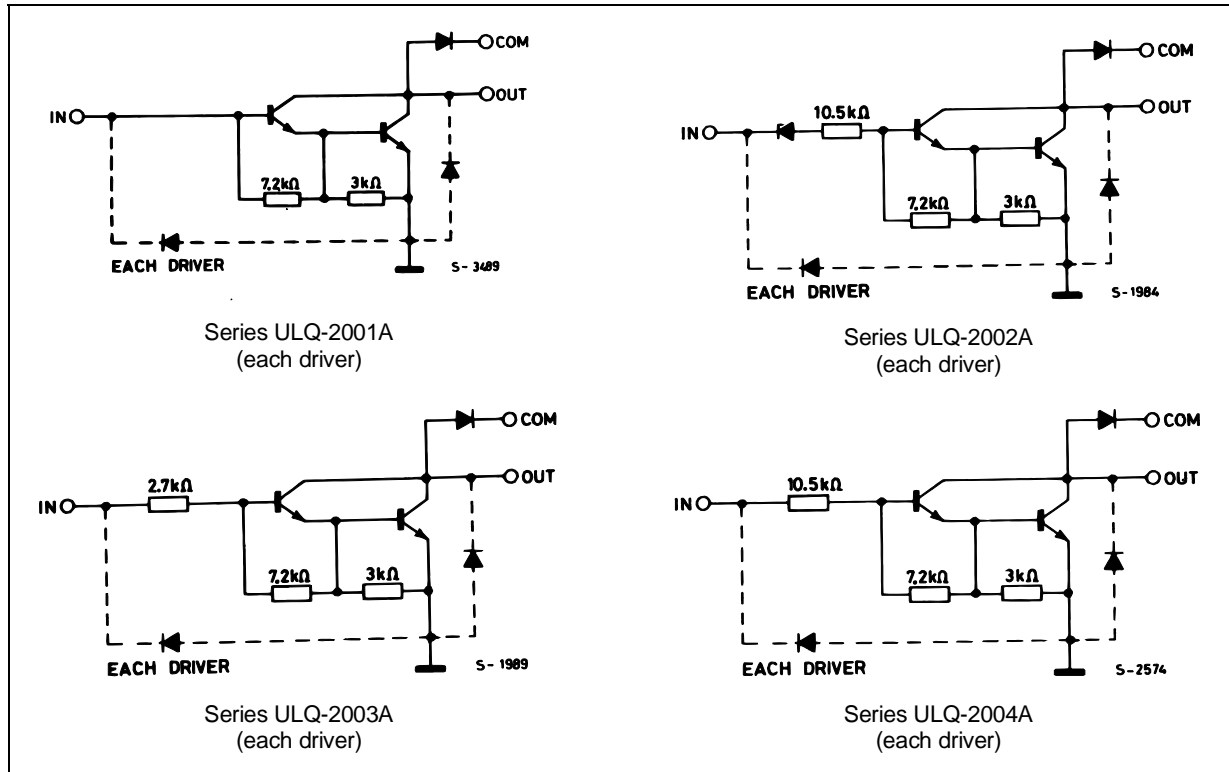 COM
OUT
IN
7.2kΩ
3kΩ
EACH DRIVER
S-3489
Series ULQ-2001A
(each driver)
COM
OUT
10.5kΩ
IN
7.2kΩ
3kΩ
EACH DRIVER
S-1984
Series ULQ-2002A
(each driver)
COM
OUT
2.7kΩ
IN
7.2kΩ
3kΩ
EACH DRIVER
S-1989
Series ULQ-2003A
(each driver)
COM
OUT
10.5kΩ
IN
7.2kΩ
3kΩ
EACH DRIVER
S-2574
Series ULQ-2004A
(each driver)